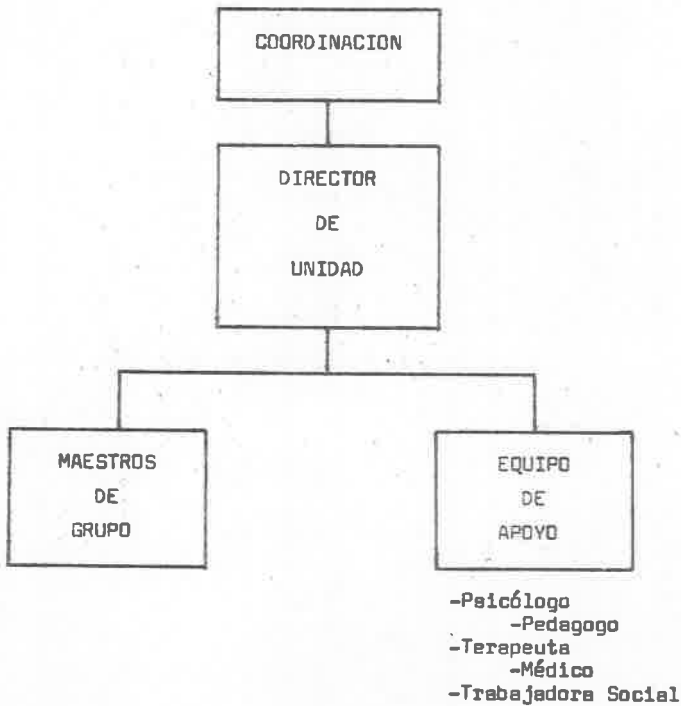 COORDINACION
DIRECTOR
DE
UNIDAD
MAESTROS
DE
GRUPO
EQUIPO
DE
APOYO
-Psicólogo
-Pedagogo
-Terapeuta
-Médico
-Trabajadora Social